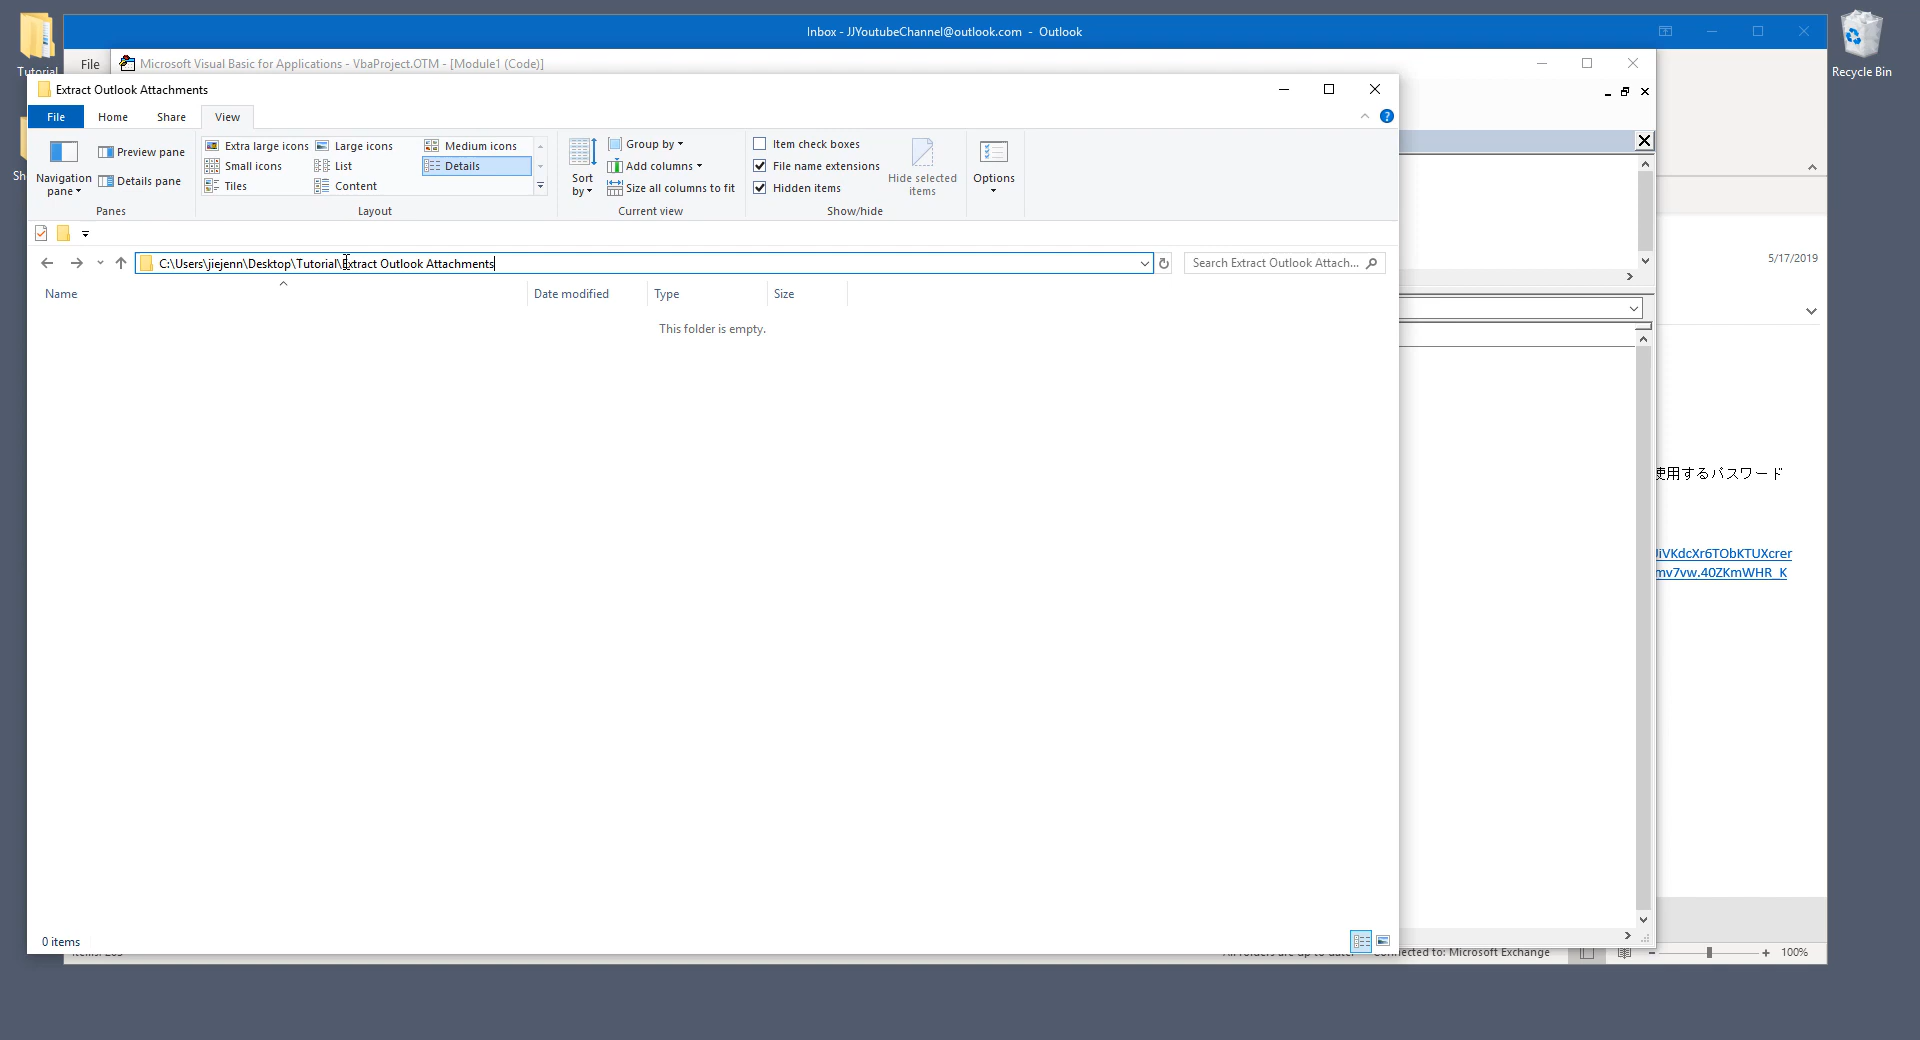 Inbox - JJYoutubeChannel@outlook.com - Outlook
Tutorial
Recycle Bin
File
Microsoft Visual Basic for Applications - VbaProject.OTM - [Module1 (Code)]
Extract Outlook Attachments
File
Home
Share
View
Navigation pane
Preview pane
Details pane
Panes
Extra large icons
Large icons
Medium icons
Small icons
List
Details
Tiles
Content
Layout
Sort by
Group by
Add columns
Size all columns to fit
Current view
Item check boxes
File name extensions
Hidden items
Hide selected items
Show/hide
Options
C:\Users\jiejenn\Desktop\Tutorial\Extract Outlook Attachments
Search Extract Outlook Attach...
Name
Date modified
Type
Size
This folder is empty.
0 items
5/17/2019
使用するパスワード
JiVKdcXr6TObKTUXcrer
mv7vw.40ZKmWHR_K
Connected to: Microsoft Exchange
100%